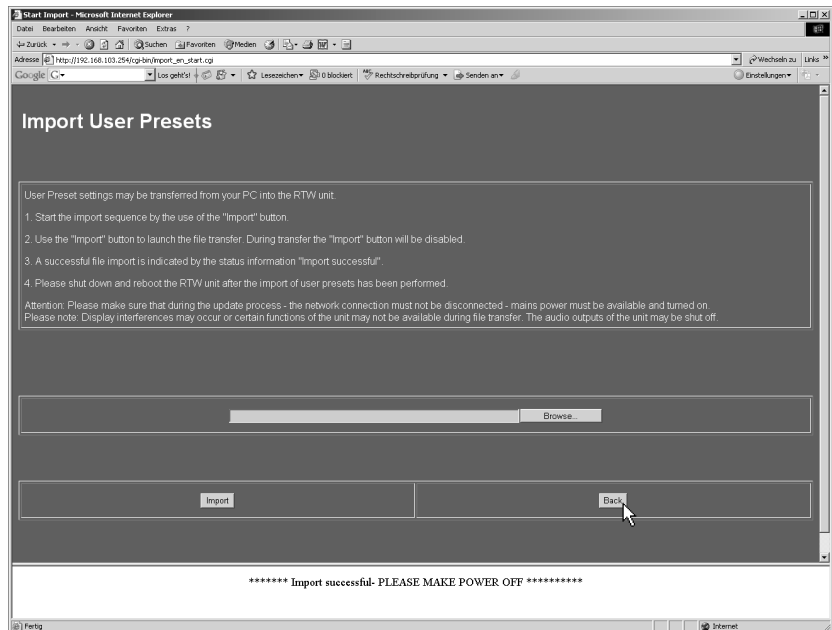 Start Import - Microsoft Internet Explorer
Datei Bearbeiten Ansicht Favoriten Extras ?
Zurück Suchen Favoriten Medien
Adresse http://192.168.103.254/cgi-bin/import_en_start.cgi Wechseln zu Links »
Google G Los geht's! Lesezeichen 0 blockiert Rechtschreibprüfung Senden an Einstellungen
Import User Presets
User Preset settings may be transferred from your PC into the RTW unit.
1. Start the import sequence by the use of the "Import" button.
2. Use the "Import" button to launch the file transfer. During transfer the "Import" button will be disabled.
3. A successful file import is indicated by the status information "Import successful".
4. Please shut down and reboot the RTW unit after the import of user presets has been performed.
Attention: Please make sure that during the update process - the network connection must not be disconnected - mains power must be available and turned on.
Please note: Display interferences may occur or certain functions of the unit may not be available during file transfer. The audio outputs of the unit may be shut off.
Browse...
Import Back
******* Import successful- PLEASE MAKE POWER OFF **********
Fertig Internet